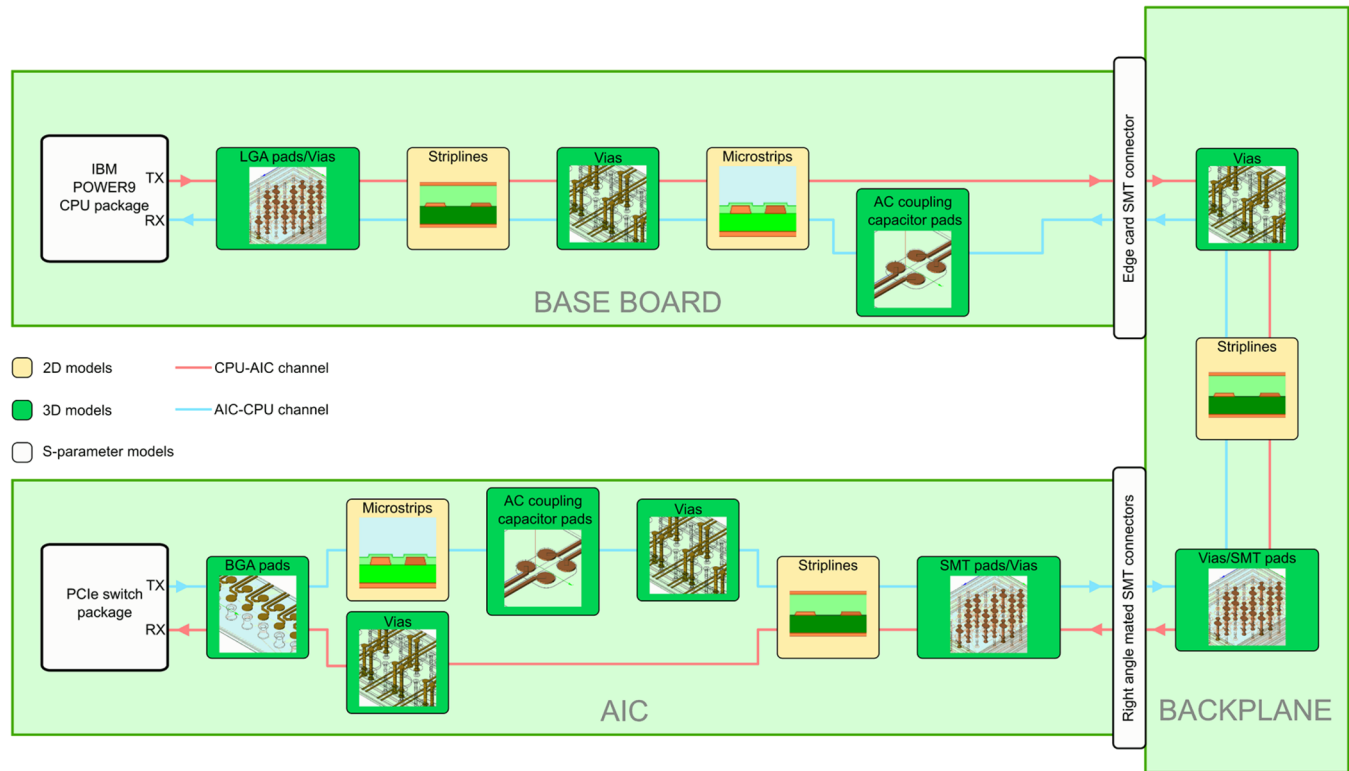 IBM
POWER9
CPU package
TX
RX
LGA pads/Vias
Striplines
Vias
Microstrips
AC coupling
capacitor pads
Edge card SMT connector
Vias
BASE BOARD
2D models
CPU-AIC channel
3D models
AIC-CPU channel
S-parameter models
Striplines
PCIe switch
package
TX
RX
BGA pads
Microstrips
AC coupling
capacitor pads
Vias
Vias
Striplines
SMT pads/Vias
Right angle mated SMT connectors
Vias/SMT pads
AIC
BACKPLANE